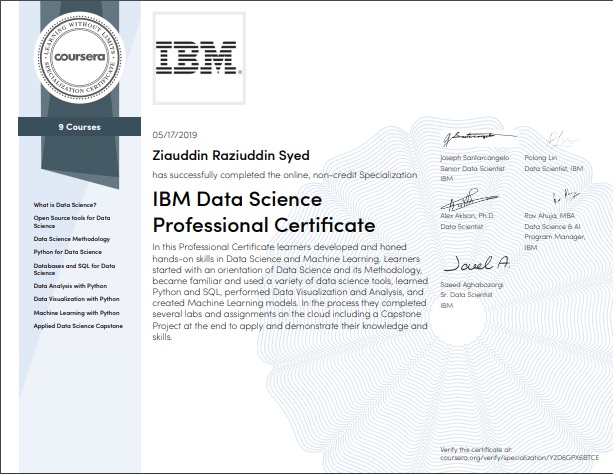 LEARNING WITHOUT LIMITS
coursera
SPECIALIZATION CERTIFICATE
9 Courses
What is Data Science?
Open Source tools for Data
Science
Data Science Methodology
Python for Data Science
Databases and SQL for Data
Science
Data Analysis with Python
Data Visualization with Python
Machine Learning with Python
Applied Data Science Capstone
IBM®
05/17/2019
Ziauddin Raziuddin Syed
has successfully completed the online, non-credit Specialization
IBM Data Science
Professional Certificate
In this Professional Certificate learners developed and honed
hands-on skills in Data Science and Machine Learning. Learners
started with an orientation of Data Science and its Methodology,
became familiar and used a variety of data science tools, learned
Python and SQL, performed Data Visualization and Analysis, and
created Machine Learning models. In the process they completed
several labs and assignments on the cloud including a Capstone
Project at the end to apply and demonstrate their knowledge and
skills.
Joseph Santarcangelo
Senior Data Scientist
IBM
Polong Lin
Data Scientist, IBM
Alex Aklson, Ph.D.
Data Scientist
Rav Ahuja, MBA
Data Science & AI
Program Manager,
IBM
Saeed Aghabozorgi
Sr. Data Scientist
IBM
Verify this certificate at:
coursera.org/verify/specialization/Y2D6GPX6BTCE